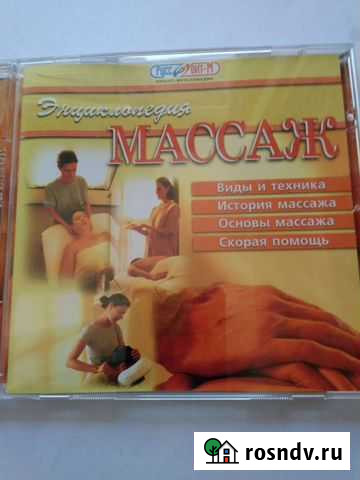 Энциклопедия
МАССАЖ
Виды и техника
История массажа
Основы массажа
Скорая помощь
rosndv.ru